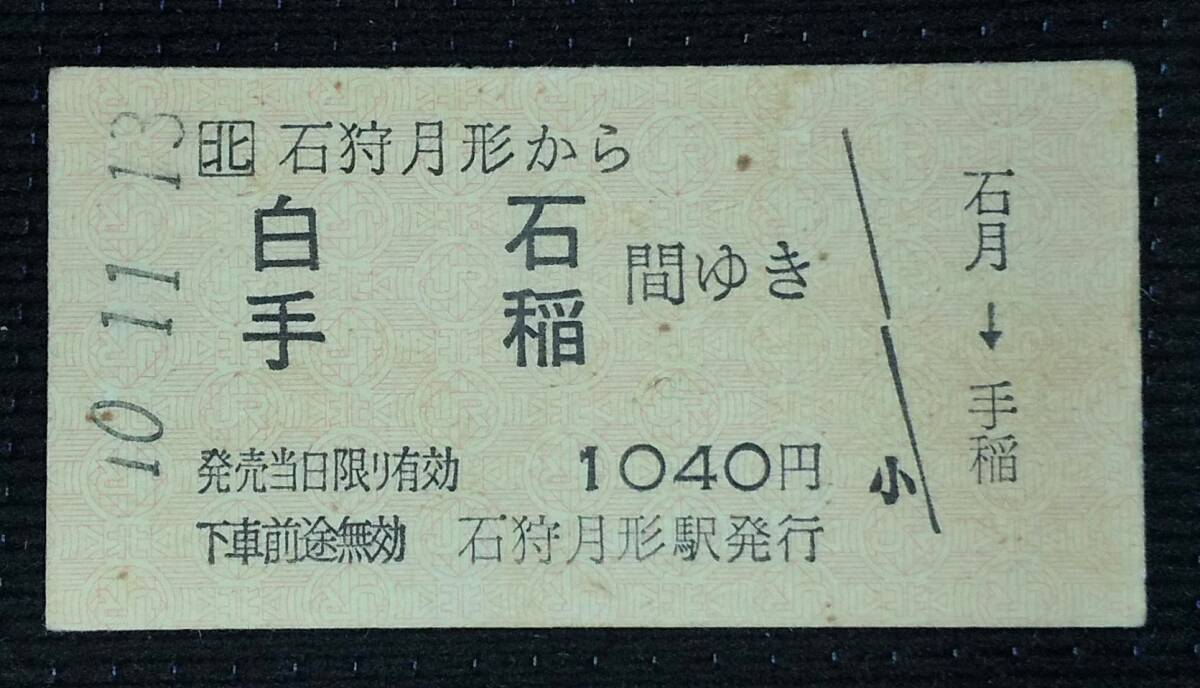 10.11.13
北 石狩月形から
白石
手稲
間ゆき
発売当日限り有効 1040円
下車前途無効 石狩月形駅発行
小
石月→手稲